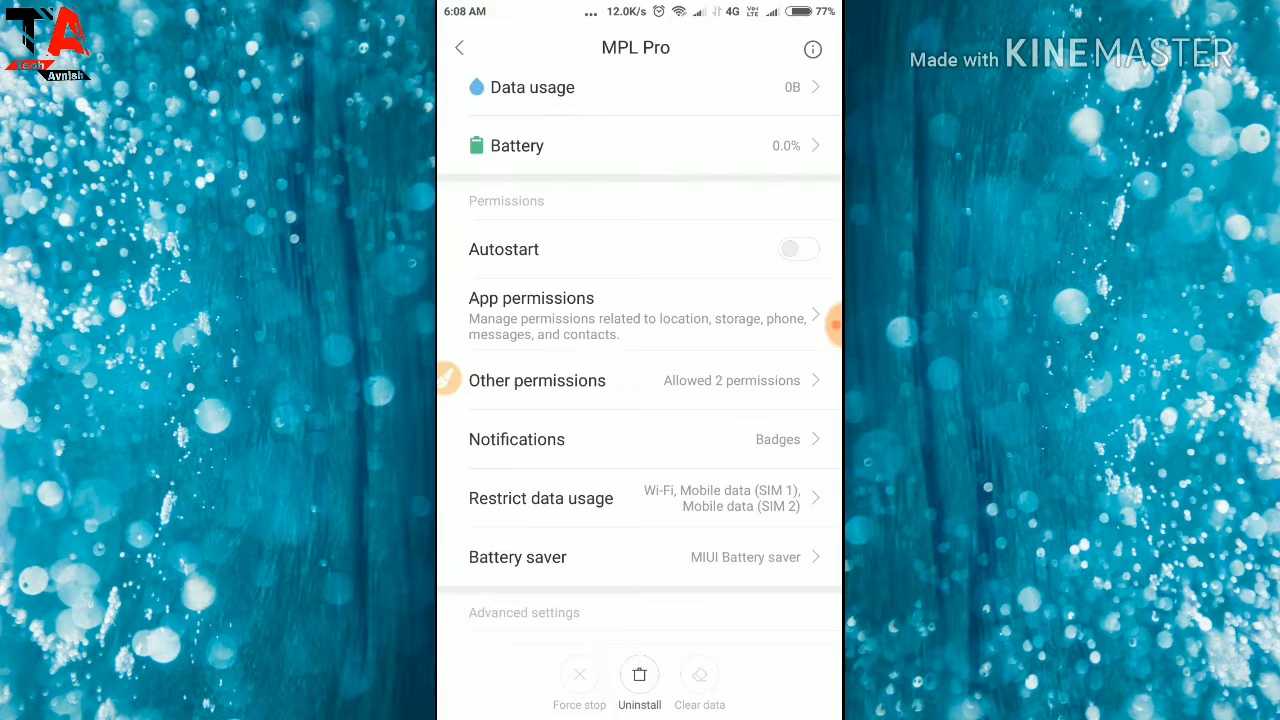 TA
Tech
Avnish
6:08 AM
... 12.0K/s 4G VoLTE 77%
Made with KINEMASTER
MPL Pro
Data usage 0B
Battery 0.0%
Permissions
Autostart
App permissions
Manage permissions related to location, storage, phone,
messages, and contacts.
Other permissions Allowed 2 permissions
Notifications Badges
Restrict data usage Wi-Fi, Mobile data (SIM 1),
Mobile data (SIM 2)
Battery saver MIUI Battery saver
Advanced settings
Force stop Uninstall Clear data